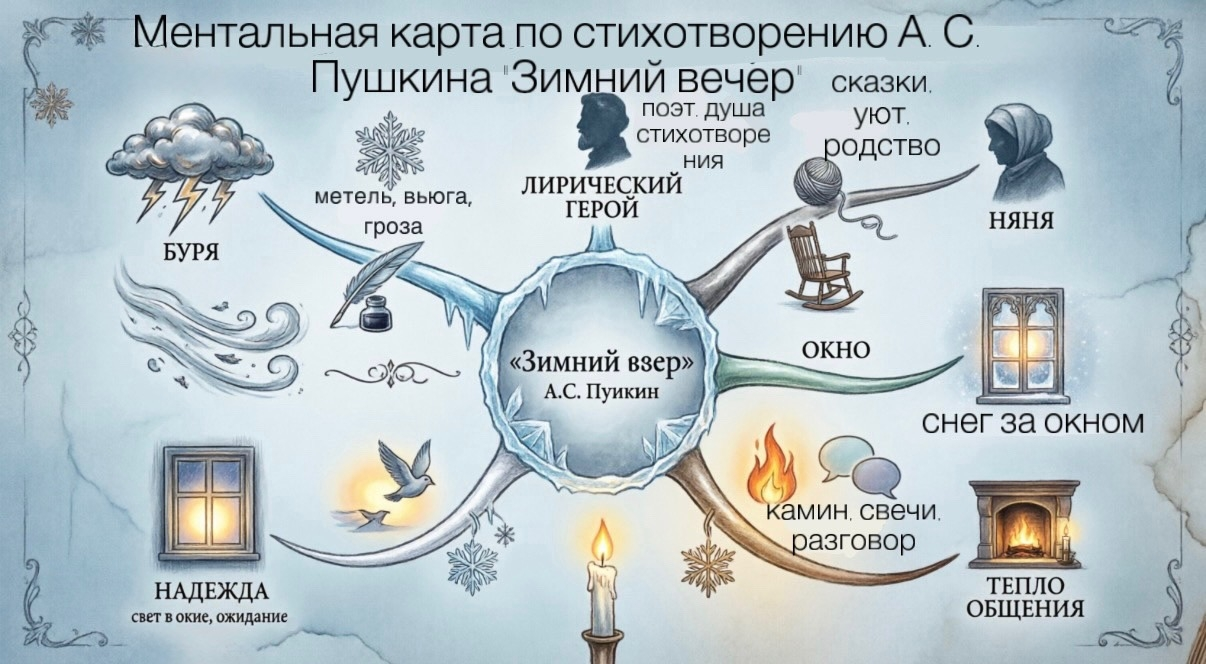 Ментальная карта по стихотворению А. С.
Пушкина "Зимний вечер"
сказки,
уют,
родство
поэт, душа
стихотворе
ния
ЛИРИЧЕСКИЙ
ГЕРОЙ
метель, вьюга,
гроза
БУРЯ
НЯНЯ
«Зимний взер»
А.С. Пуикин
ОКНО
снег за окном
камин, свечи,
разговор
НАДЕЖДА
свет в окие, ожидание
ТЕПЛО
ОБЩЕНИЯ